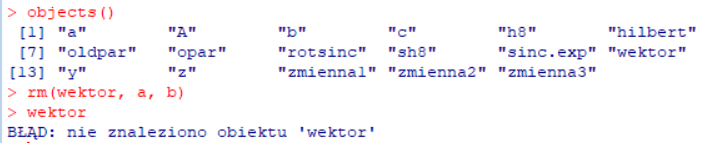 > objects()
 [1] "a"        "A"        "b"        "c"        "h8"       "hilbert"
 [7] "oldpar"   "opar"     "rotsinc"  "sh8"      "sinc.exp" "wektor"
[13] "y"        "z"        "zmienna1" "zmienna2" "zmienna3"
> rm(wektor, a, b)
> wektor
BŁĄD: nie znaleziono obiektu 'wektor'